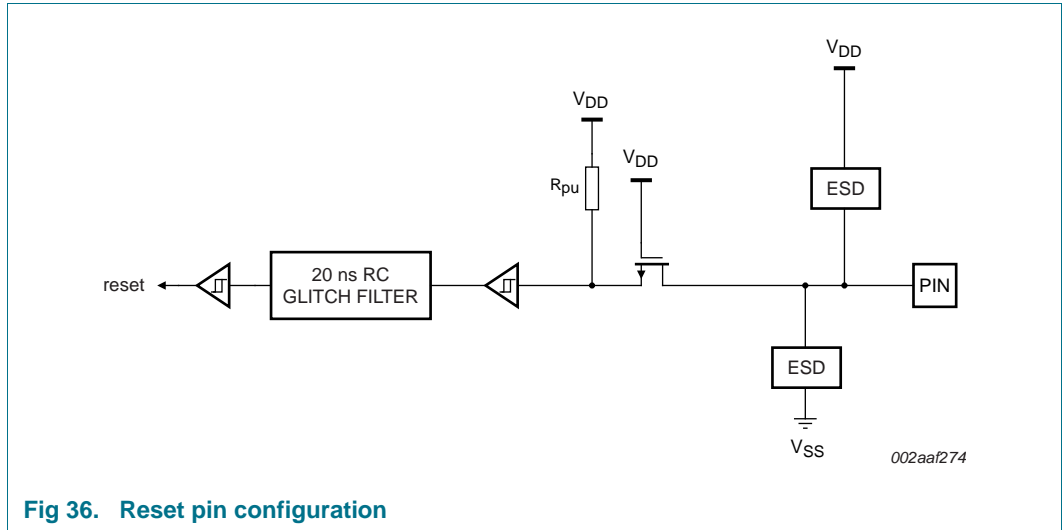 VDD
VDD
VDD
Rpu
ESD
reset
20 ns RC
GLITCH FILTER
PIN
ESD
VSS
002aaf274
Fig 36. Reset pin configuration